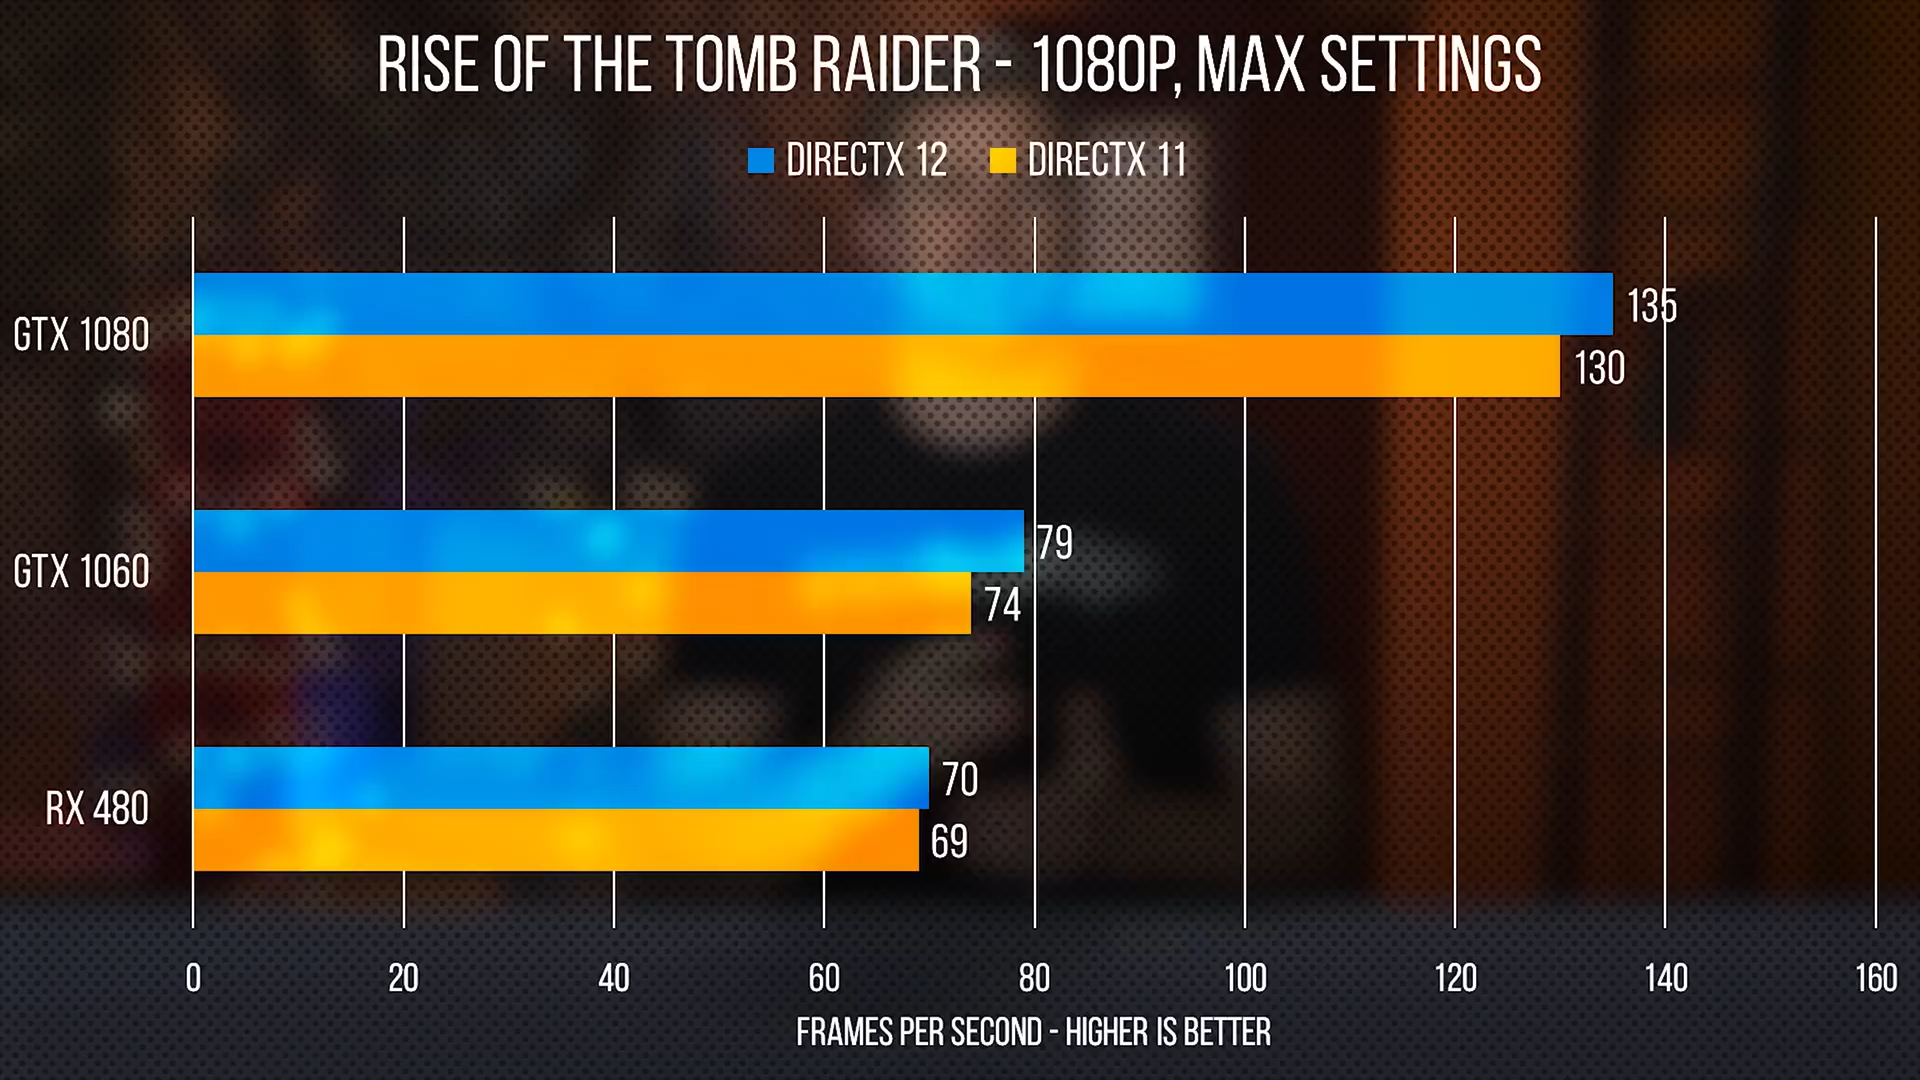 RISE OF THE TOMB RAIDER - 1080P, MAX SETTINGS
DIRECTX 12 DIRECTX 11
GTX 1080
135
130
GTX 1060
79
74
RX 480
70
69
0 20 40 60 80 100 120 140 160
FRAMES PER SECOND - HIGHER IS BETTER